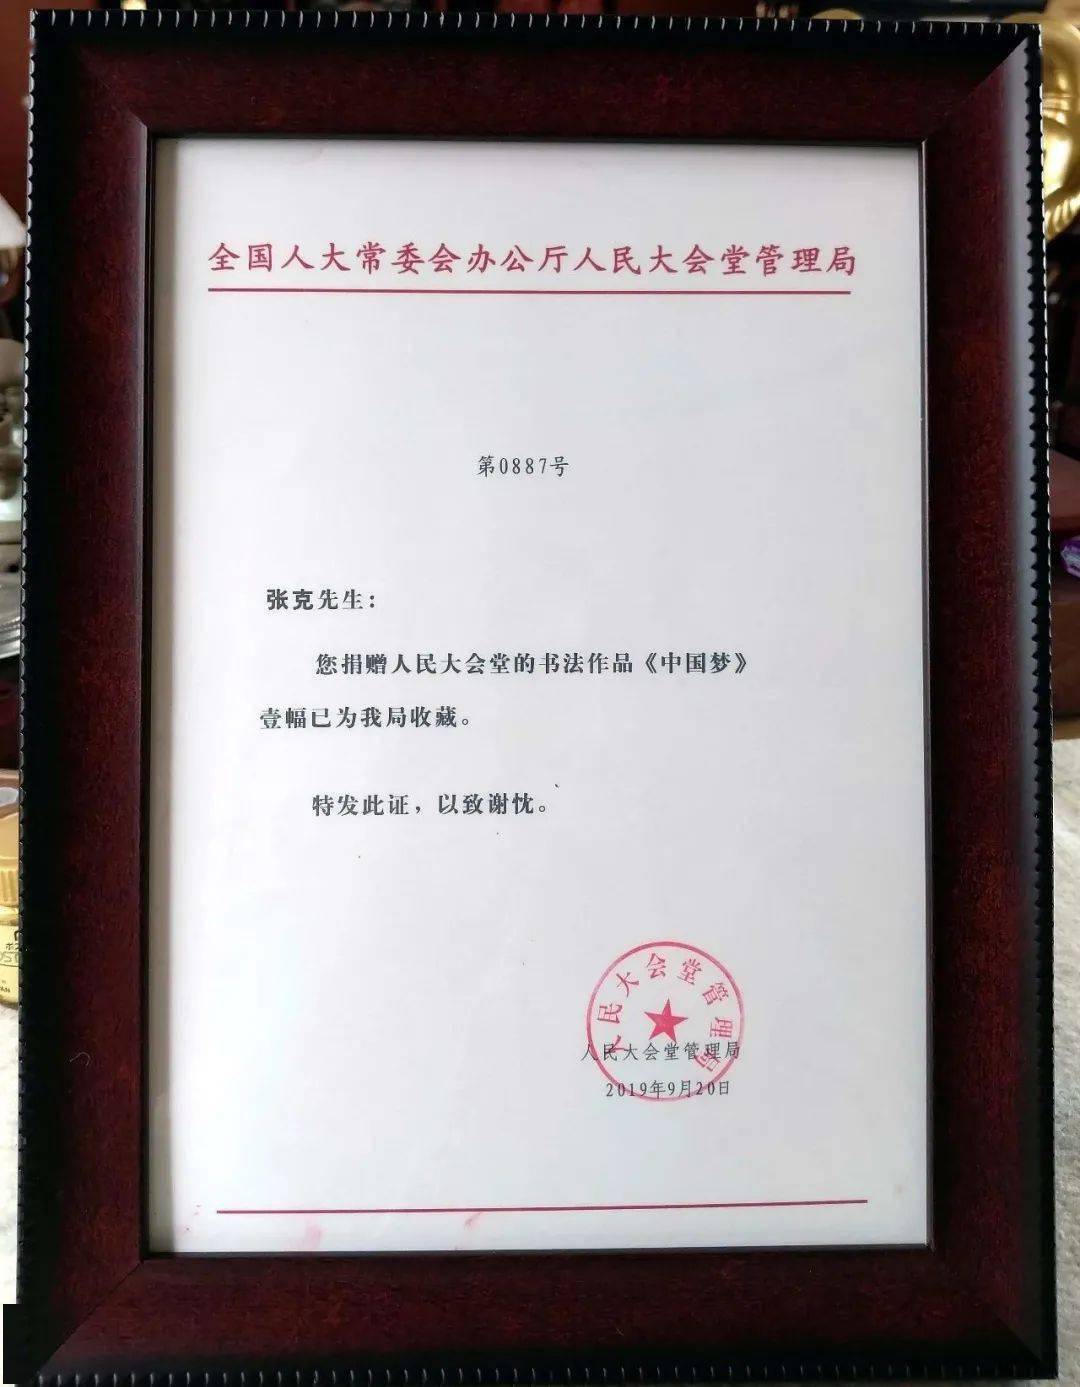 全国人大常委会办公厅人民大会堂管理局
第0887号
张克先生：
您捐赠人民大会堂的书法作品《中国梦》
壹幅已为我局收藏。
特发此证，以致谢忱。
人民大会堂管理局
人民大会堂管理局
2019年9月20日